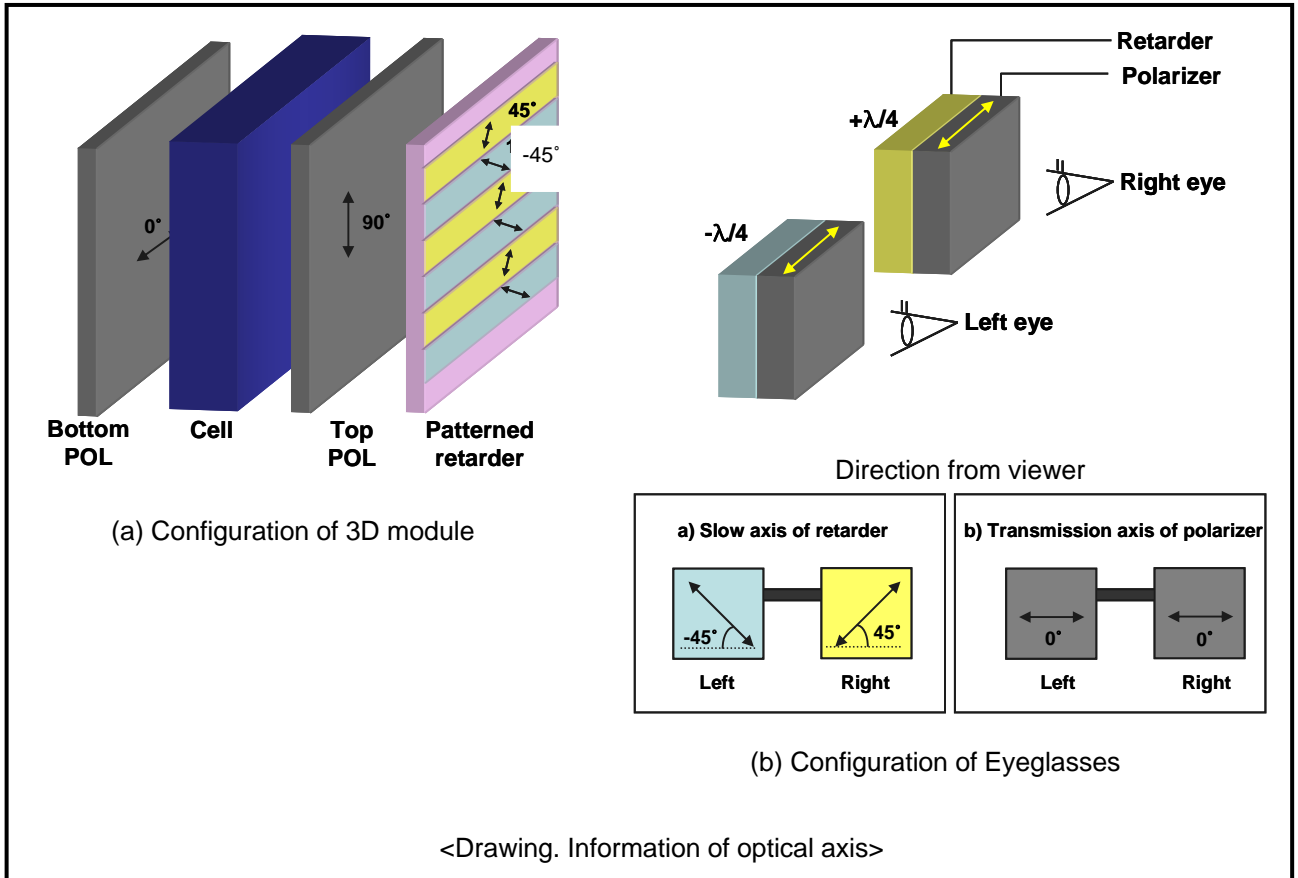 45˚
-45˚
0˚
90˚
Bottom
POL
Cell
Top
POL
Patterned
retarder
(a) Configuration of 3D module
Retarder
Polarizer
+λ/4
Right eye
-λ/4
Left eye
Direction from viewer
a) Slow axis of retarder
-45˚
45˚
Left
Right
b) Transmission axis of polarizer
0˚
0˚
Left
Right
(b) Configuration of Eyeglasses
<Drawing. Information of optical axis>